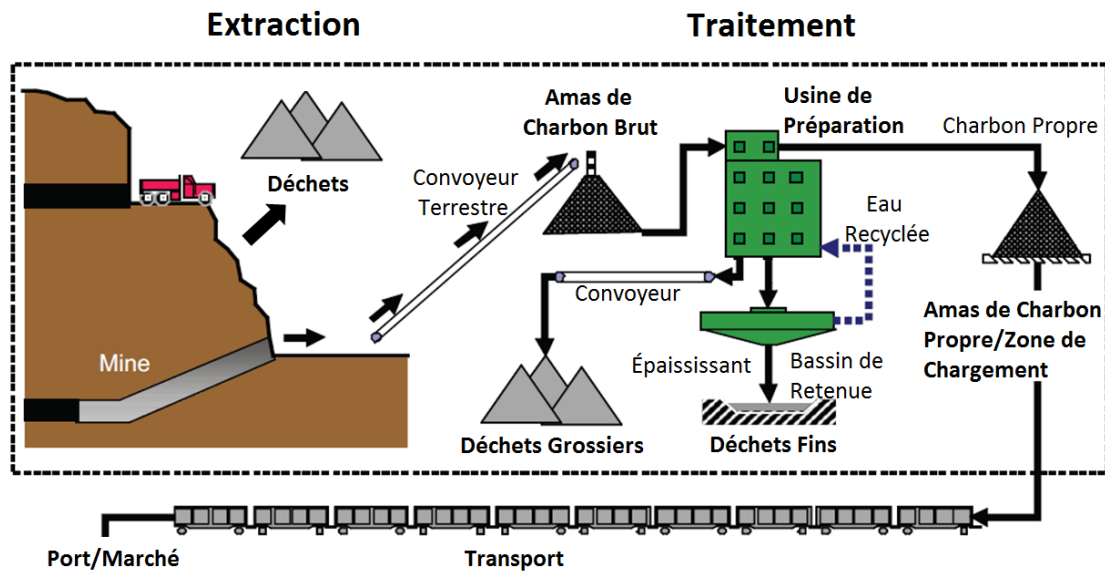 Extraction
Traitement
Amas de
Charbon Brut
Usine de
Préparation
Charbon Propre
Déchets
Convoyeur
Terrestre
Eau
Recyclée
Convoyeur
Amas de Charbon
Propre/Zone de
Chargement
Mine
Épaississant
Bassin de
Retenue
Déchets Grossiers
Déchets Fins
Port/Marché
Transport